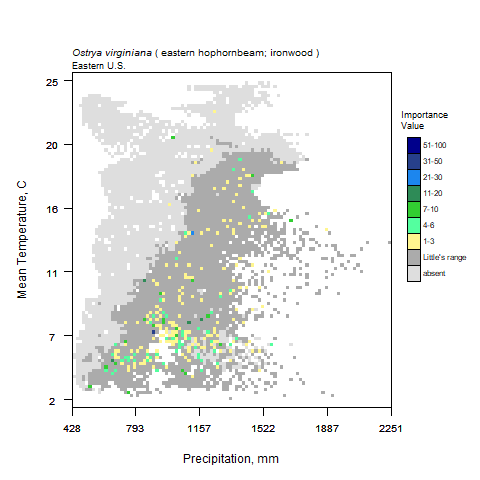 Ostrya virginiana ( eastern hophornbeam; ironwood )
Eastern U.S.
25
20
16
11
7
2
Mean Temperature, C
428 793 1157 1522 1887 2251
Precipitation, mm
Importance
Value
51-100
31-50
21-30
11-20
7-10
4-6
1-3
Little's range
absent